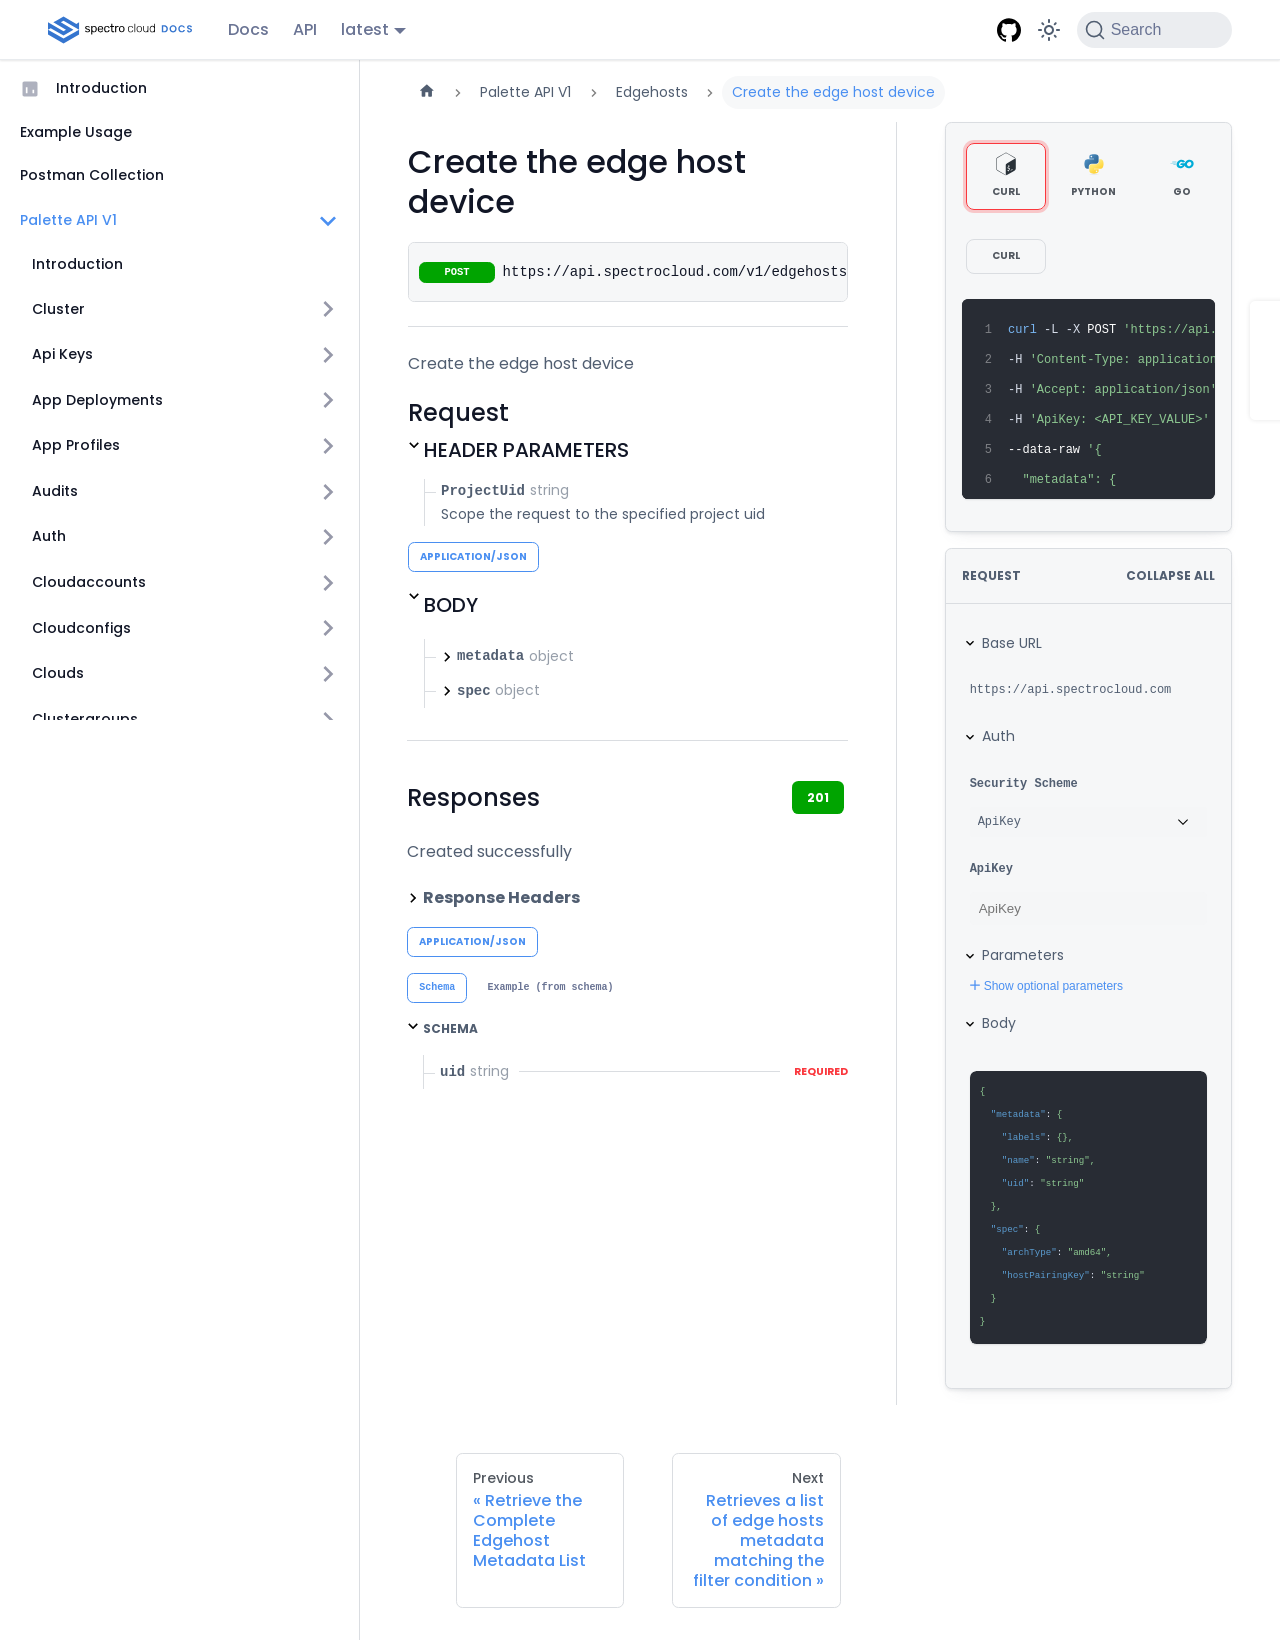 spectro cloud DOCS
Docs
API
latest
Search
Introduction
Example Usage
Postman Collection
Palette API V1
Introduction
Cluster
Api Keys
App Deployments
App Profiles
Audits
Auth
Cloudaccounts
Cloudconfigs
Clouds
Clustergroups
Palette API V1
Edgehosts
Create the edge host device
Create the edge host
device
POST https://api.spectrocloud.com/v1/edgehosts
Create the edge host device
Request
HEADER PARAMETERS
ProjectUid string
Scope the request to the specified project uid
APPLICATION/JSON
BODY
metadata object
spec object
Responses
201
Created successfully
Response Headers
APPLICATION/JSON
Schema
Example (from schema)
SCHEMA
uid string
REQUIRED
CURL
PYTHON
GO
CURL
1 curl -L -X POST 'https://api.
2 -H 'Content-Type: application
3 -H 'Accept: application/json'
4 -H 'ApiKey: <API_KEY_VALUE>'
5 --data-raw '{
6 "metadata": {
REQUEST
COLLAPSE ALL
Base URL
https://api.spectrocloud.com
Auth
Security Scheme
ApiKey
ApiKey
ApiKey
Parameters
Show optional parameters
Body
{
"metadata": {
"labels": {},
"name": "string",
"uid": "string"
},
"spec": {
"archType": "amd64",
"hostPairingKey": "string"
}
}
Previous
« Retrieve the
Complete
Edgehost
Metadata List
Next
Retrieves a list
of edge hosts
metadata
matching the
filter condition »